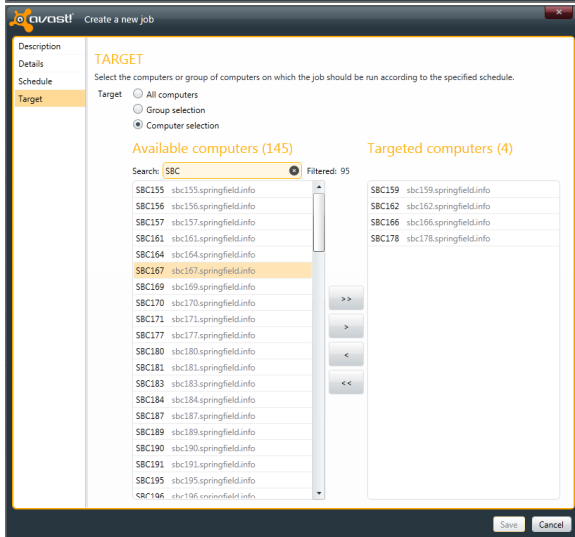 avast! Create a new job
Description
Details
Schedule
Target
TARGET
Select the computers or group of computers on which the job should be run according to the specified schedule.
Target All computers
Group selection
Computer selection
Available computers (145)
Search: SBC Filtered: 95
SBC155 sbc155.springfield.info
SBC156 sbc156.springfield.info
SBC157 sbc157.springfield.info
SBC161 sbc161.springfield.info
SBC164 sbc164.springfield.info
SBC167 sbc167.springfield.info
SBC169 sbc169.springfield.info
SBC170 sbc170.springfield.info
SBC171 sbc171.springfield.info
SBC177 sbc177.springfield.info
SBC180 sbc180.springfield.info
SBC181 sbc181.springfield.info
SBC183 sbc183.springfield.info
SBC184 sbc184.springfield.info
SBC187 sbc187.springfield.info
SBC189 sbc189.springfield.info
SBC190 sbc190.springfield.info
SBC191 sbc191.springfield.info
SBC195 sbc195.springfield.info
SBC196 sbc196.springfield.info
>>
>
<
<<
Targeted computers (4)
SBC159 sbc159.springfield.info
SBC162 sbc162.springfield.info
SBC166 sbc166.springfield.info
SBC178 sbc178.springfield.info
Save Cancel